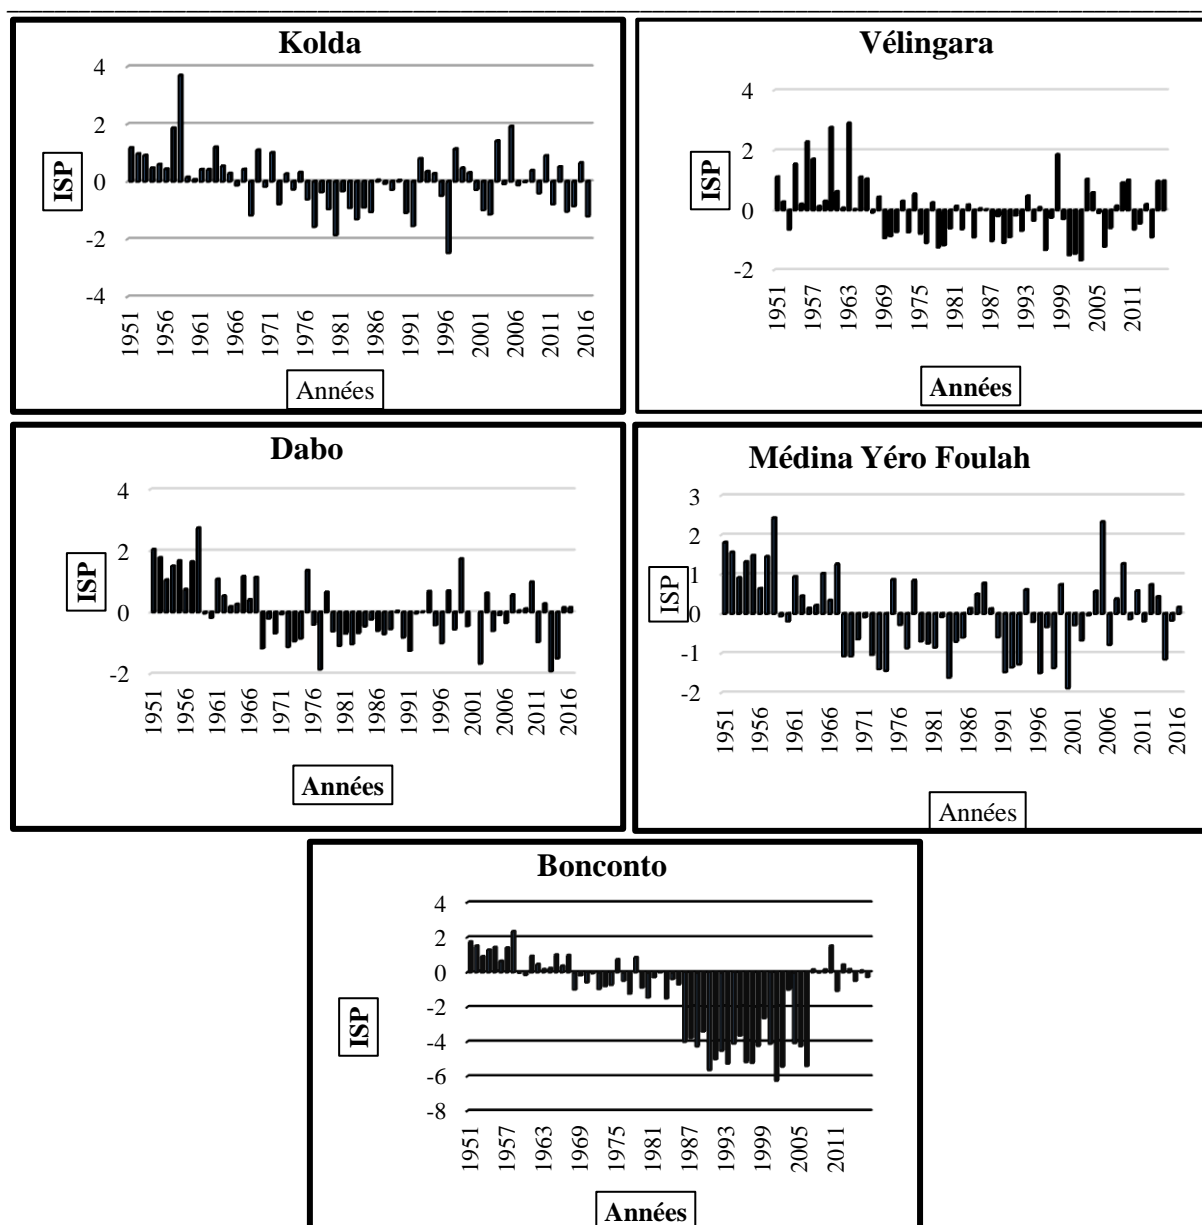 Kolda
4
2
0
-2
-4
ISP
1951 1956 1961 1966 1971 1976 1981 1986 1991 1996 2001 2006 2011 2016
Années
Vélingara
4
2
0
-2
ISP
1951 1957 1963 1969 1975 1981 1987 1993 1999 2005 2011
Années
Dabo
4
2
0
-2
ISP
1951 1956 1961 1966 1971 1976 1981 1986 1991 1996 2001 2006 2011 2016
Années
Médina Yéro Foulah
3
2
1
0
-1
-2
ISP
1951 1956 1961 1966 1971 1976 1981 1986 1991 1996 2001 2006 2011 2016
Années
Bonconto
4
2
0
-2
-4
-6
-8
ISP
1951 1957 1963 1969 1975 1981 1987 1993 1999 2005 2011
Années